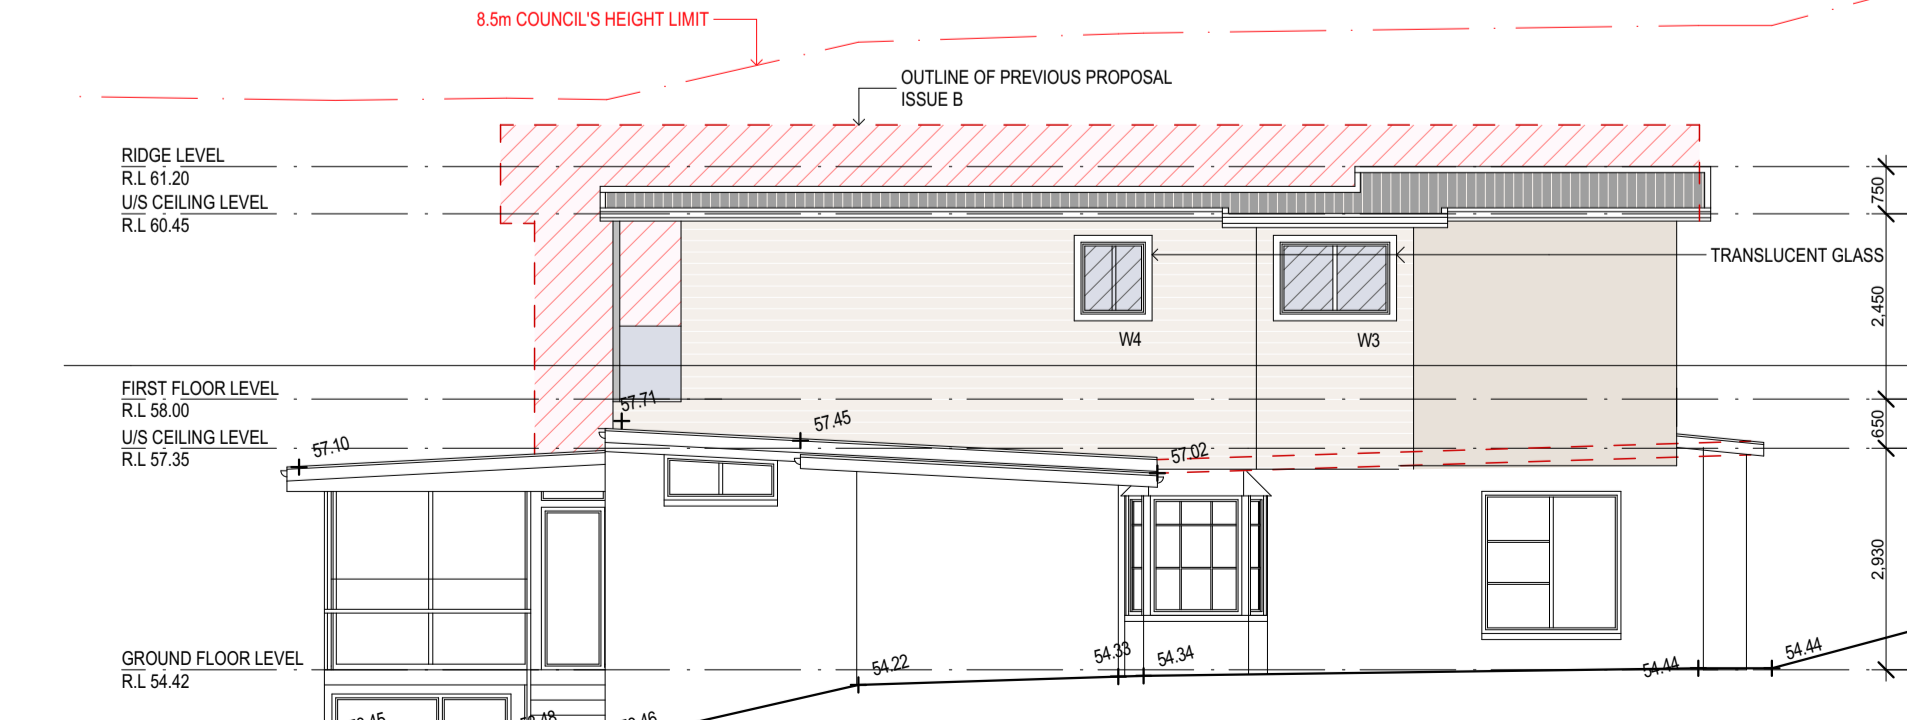 8.5m COUNCIL'S HEIGHT LIMIT
OUTLINE OF PREVIOUS PROPOSAL
ISSUE B
RIDGE LEVEL
R.L 61.20
U/S CEILING LEVEL
R.L 60.45
750
TRANSLUCENT GLASS
2,450
W4
W3
FIRST FLOOR LEVEL
R.L 58.00
57.71
57.45
650
U/S CEILING LEVEL
R.L 57.35
57.10
57.02
2,930
GROUND FLOOR LEVEL
R.L 54.42
54.22
54.33
54.34
54.44
54.44